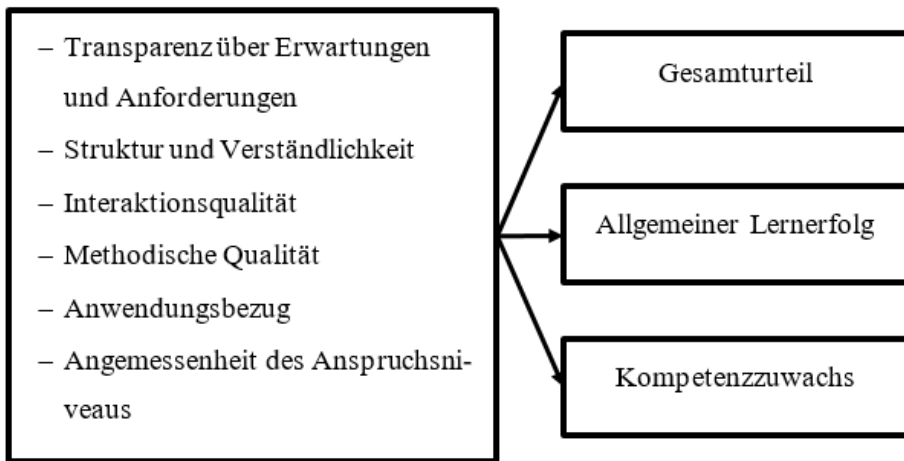 – Transparenz über Erwartungen
und Anforderungen
– Struktur und Verständlichkeit
– Interaktionsqualität
– Methodische Qualität
– Anwendungsbezug
– Angemessenheit des Anspruchsni-
veaus
Gesamturteil
Allgemeiner Lernerfolg
Kompetenzzuwachs